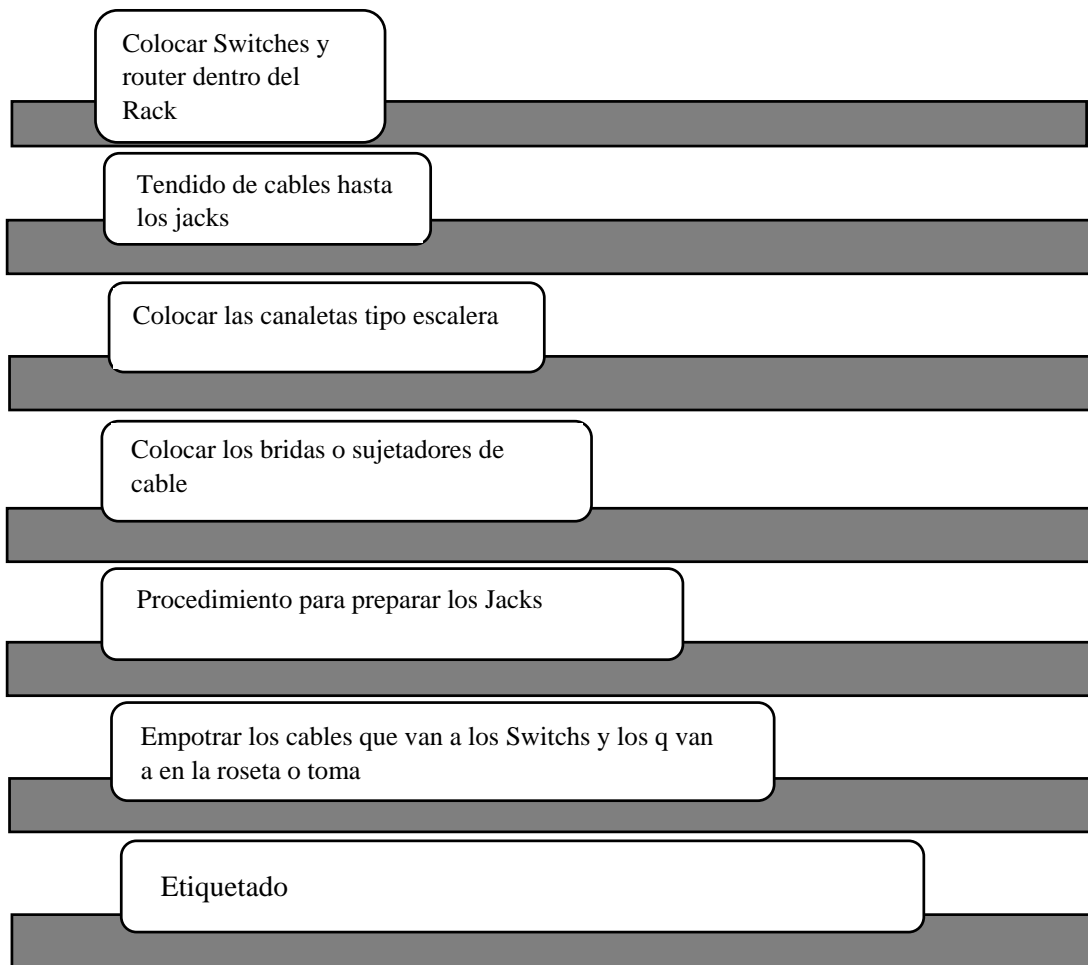 Colocar Switches y
router dentro del
Rack
Tendido de cables hasta
los jacks
Colocar las canaletas tipo escalera
Colocar los bridas o sujetadores de
cable
Procedimiento para preparar los Jacks
Empotrar los cables que van a los Switchs y los q van
a en la roseta o toma
Etiquetado